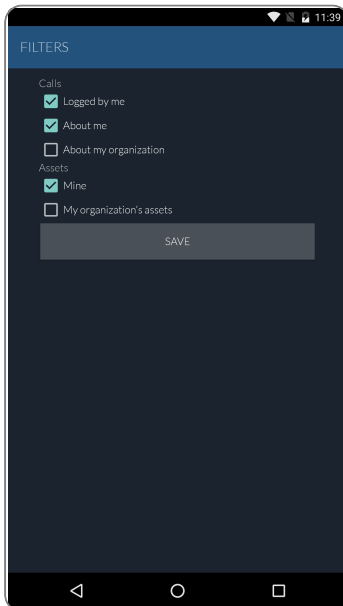 11:39
FILTERS
Calls
Logged by me
About me
About my organization
Assets
Mine
My organization's assets
SAVE